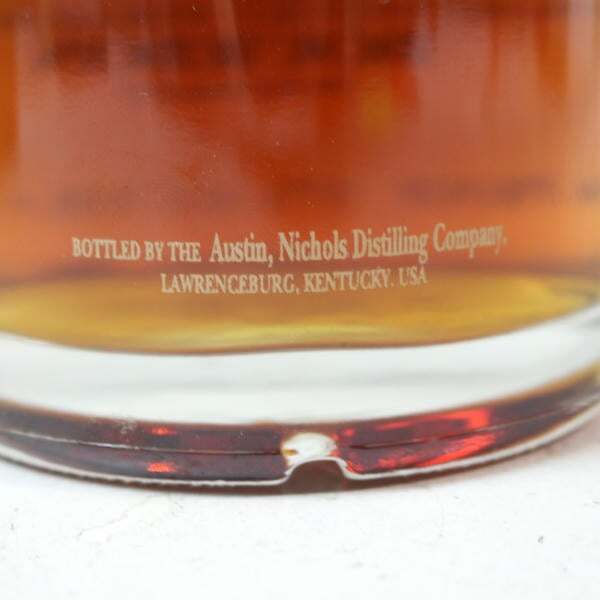 BOTTLED BY THE Austin, Nichols Distilling Company,
LAWRENCEBURG, KENTUCKY. USA